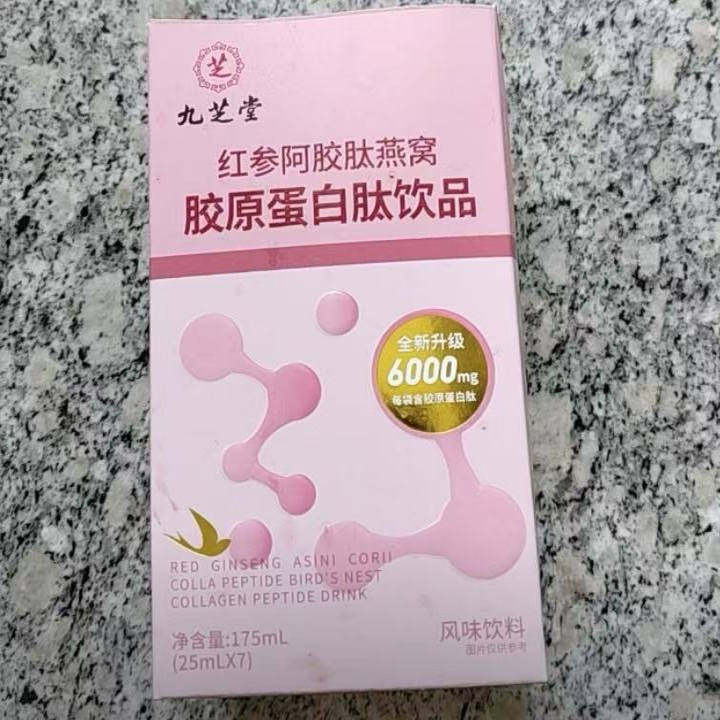 芝
九芝堂
红参阿胶肽燕窝
胶原蛋白肽饮品
全新升级
6000mg
每袋含胶原蛋白肽
RED GINSENG ASINI CORII
COLLA PEPTIDE BIRD'S NEST
COLLAGEN PEPTIDE DRINK
净含量:175mL
(25mLX7)
风味饮料
图片仅供参考